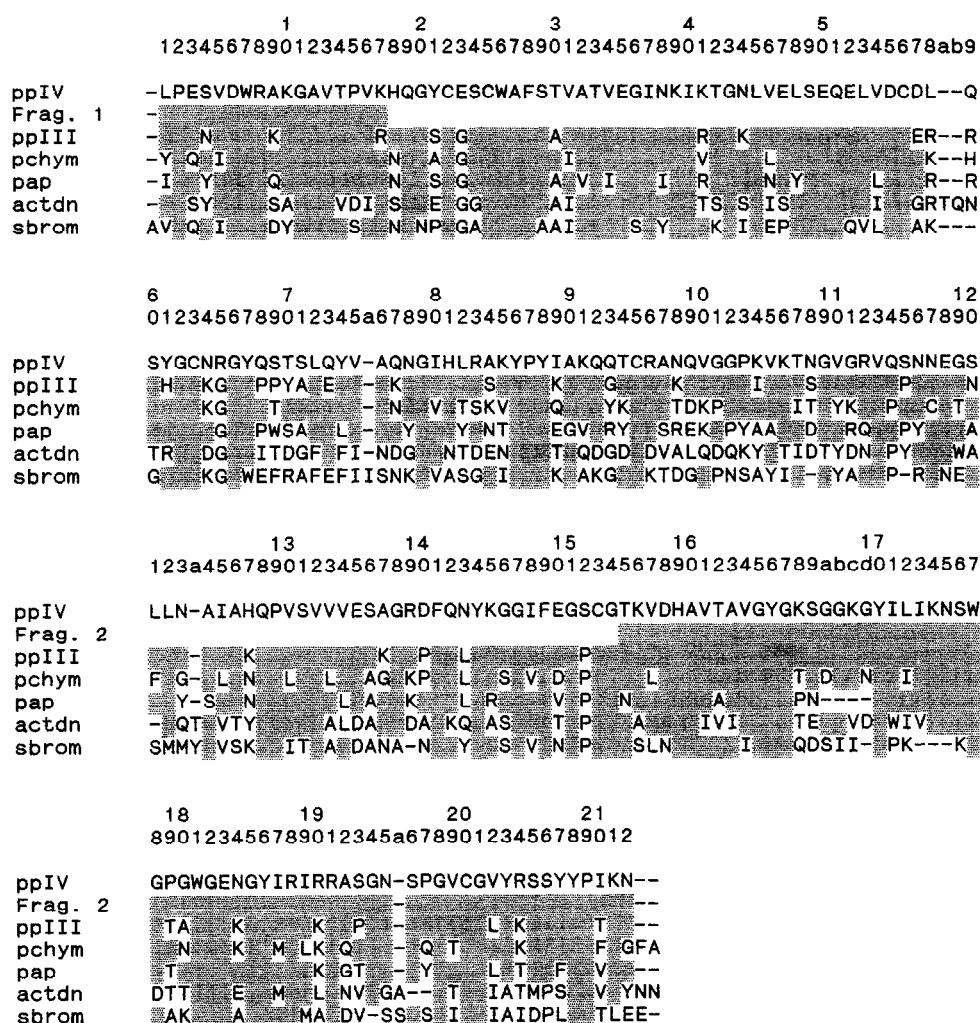 1 2 3 4 5
1234567890123456789012345678901234567890123456789012345678ab9
ppIV -LPESVDWRAKGAVTPVKHQGYCESCWAFSTVATVEGINKIKTGNLVELSEQELVDCDL--Q
Frag. 1 -
ppIII - N K R S G A R K ER--R
pchym -Y Q I N A G I V L K--H
pap -I Y Q N S G A V I I R N Y L R--R
actdn - SY SA VDI S E GG AI TS S IS I GRTQN
sbrom AV Q I DY S N NP GA AAI S Y K I EP QVL AK---
6 7 8 9 10 11 12
0123456789012345a678901234567890123456789012345678901234567890
ppIV SYGCNRGYQSTSLQYV-AQNGIHLRAKYPYIAKQQTCRANQVGGPKVKTNGVGRVQSNNEGS
ppIII H KG PPYA E - K S K G K I S P N
pchym KG T - N V TSKV Q YK TDKP IT YK P C T
pap G PWSA L - Y Y NT EGV RY SREK PYAA D RQ PY A
actdn TR DG ITDGF FI-NDG NTDEN T QDGD DVALQDQKY TIDTYDN PY WA
sbrom G KG WEFRAFEFIISNK VASG I K AKG KTDG PNSAYI - YA P-R NE
13 14 15 16 17
123a456789012345678901234567890123456789abcd01234567
ppIV LLN-AIAHQPVSVVVESAGRDFQNYKGGIFEGSCGTKVDHAVTAVGYGKSGGKGYILIKNSW
Frag. 2
ppIII - K K P L P
pchym F G- L N L L AG KP L S V D P L T D N I
pap Y-S N L A K L R V P N A PN----
actdn - QT VTY ALDA DA KQ AS T P A IVI TE VD WIV
sbrom SMMY VSK IT A DANA-N Y S V N P SLN I QDSII- PK---K
18 19 20 21
890123456789012345a67890123456789012
ppIV GPGWGENGYIRIRRASGN-SPGVCGVYRSSYYPIKN--
Frag. 2 - --
ppIII TA K K P - L K T --
pchym N K M LK Q - Q T K F GFA
pap T K GT - Y L T F V --
actdn DTT E M L NV GA-- T IATMPS V YNN
sbrom AK A MA DV-SS S I IAIDPL TLEE-